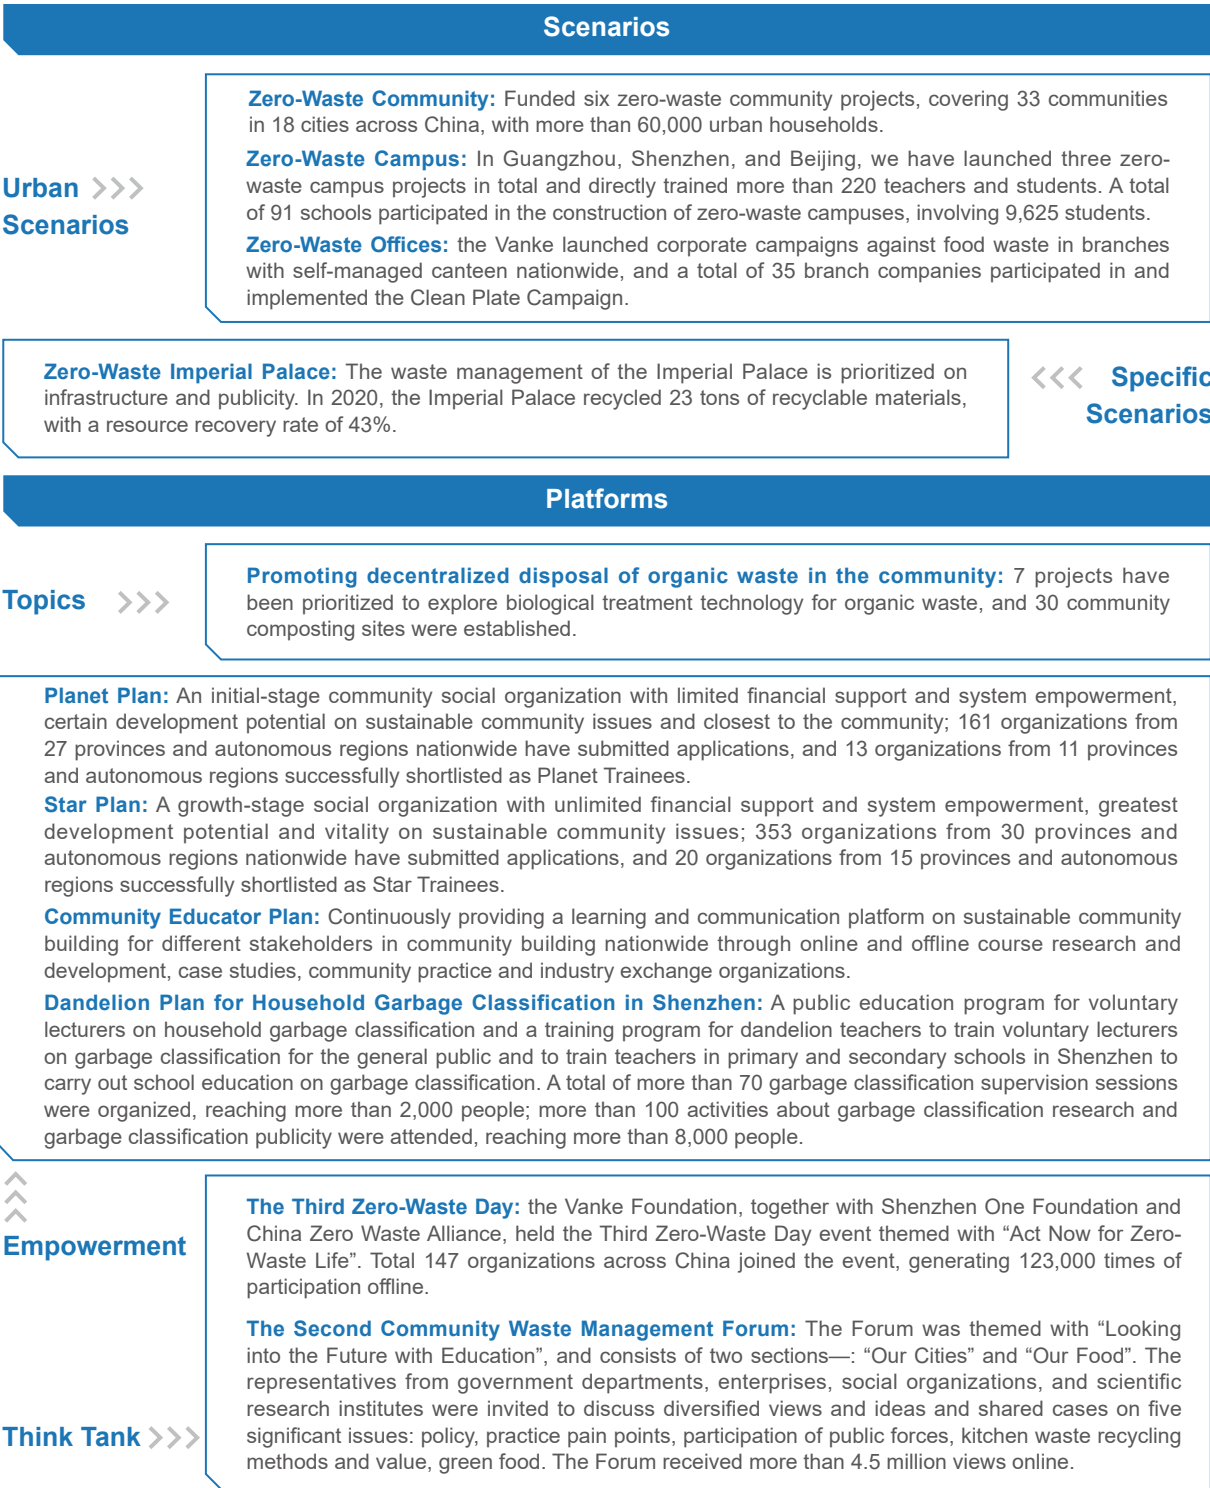 Scenarios
Urban
Scenarios
Zero-Waste Community: Funded six zero-waste community projects, covering 33 communities
in 18 cities across China, with more than 60,000 urban households.
Zero-Waste Campus: In Guangzhou, Shenzhen, and Beijing, we have launched three zero-
waste campus projects in total and directly trained more than 220 teachers and students. A total
of 91 schools participated in the construction of zero-waste campuses, involving 9,625 students.
Zero-Waste Offices: the Vanke launched corporate campaigns against food waste in branches
with self-managed canteen nationwide, and a total of 35 branch companies participated in and
implemented the Clean Plate Campaign.
Zero-Waste Imperial Palace: The waste management of the Imperial Palace is prioritized on
infrastructure and publicity. In 2020, the Imperial Palace recycled 23 tons of recyclable materials,
with a resource recovery rate of 43%.
Specific
Scenarios
Platforms
Topics
Promoting decentralized disposal of organic waste in the community: 7 projects have
been prioritized to explore biological treatment technology for organic waste, and 30 community
composting sites were established.
Planet Plan: An initial-stage community social organization with limited financial support and system empowerment,
certain development potential on sustainable community issues and closest to the community; 161 organizations from
27 provinces and autonomous regions nationwide have submitted applications, and 13 organizations from 11 provinces
and autonomous regions successfully shortlisted as Planet Trainees.
Star Plan: A growth-stage social organization with unlimited financial support and system empowerment, greatest
development potential and vitality on sustainable community issues; 353 organizations from 30 provinces and
autonomous regions nationwide have submitted applications, and 20 organizations from 15 provinces and autonomous
regions successfully shortlisted as Star Trainees.
Community Educator Plan: Continuously providing a learning and communication platform on sustainable community
building for different stakeholders in community building nationwide through online and offline course research and
development, case studies, community practice and industry exchange organizations.
Dandelion Plan for Household Garbage Classification in Shenzhen: A public education program for voluntary
lecturers on household garbage classification and a training program for dandelion teachers to train voluntary lecturers
on garbage classification for the general public and to train teachers in primary and secondary schools in Shenzhen to
carry out school education on garbage classification. A total of more than 70 garbage classification supervision sessions
were organized, reaching more than 2,000 people; more than 100 activities about garbage classification research and
garbage classification publicity were attended, reaching more than 8,000 people.
Empowerment
The Third Zero-Waste Day: the Vanke Foundation, together with Shenzhen One Foundation and
China Zero Waste Alliance, held the Third Zero-Waste Day event themed with “Act Now for Zero-
Waste Life”. Total 147 organizations across China joined the event, generating 123,000 times of
participation offline.
The Second Community Waste Management Forum: The Forum was themed with “Looking
into the Future with Education”, and consists of two sections—: “Our Cities” and “Our Food”. The
representatives from government departments, enterprises, social organizations, and scientific
research institutes were invited to discuss diversified views and ideas and shared cases on five
significant issues: policy, practice pain points, participation of public forces, kitchen waste recycling
methods and value, green food. The Forum received more than 4.5 million views online.
Think Tank